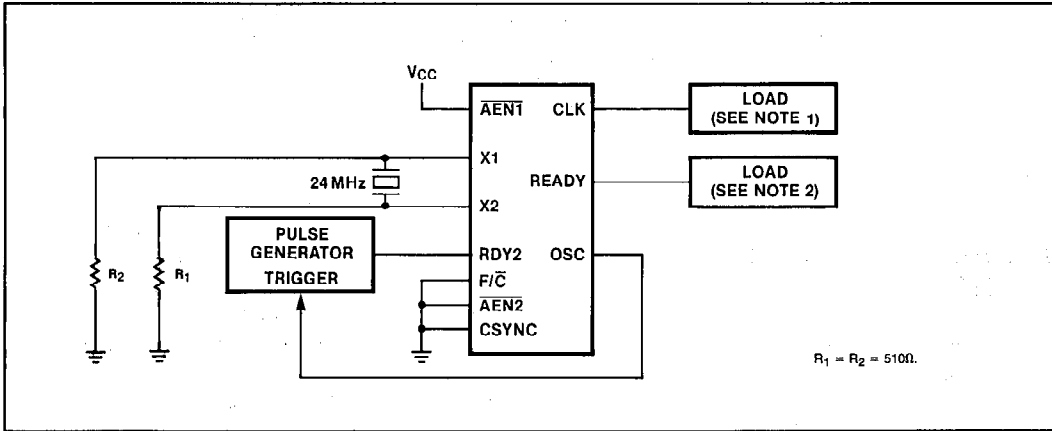 VCC
AEN1 CLK
LOAD
(SEE NOTE 1)
X1
24 MHz
READY
LOAD
(SEE NOTE 2)
X2
PULSE
GENERATOR
TRIGGER
RDY2 OSC
R2 R1
F/C̅
AEN2
CSYNC
R1 = R2 = 510Ω.